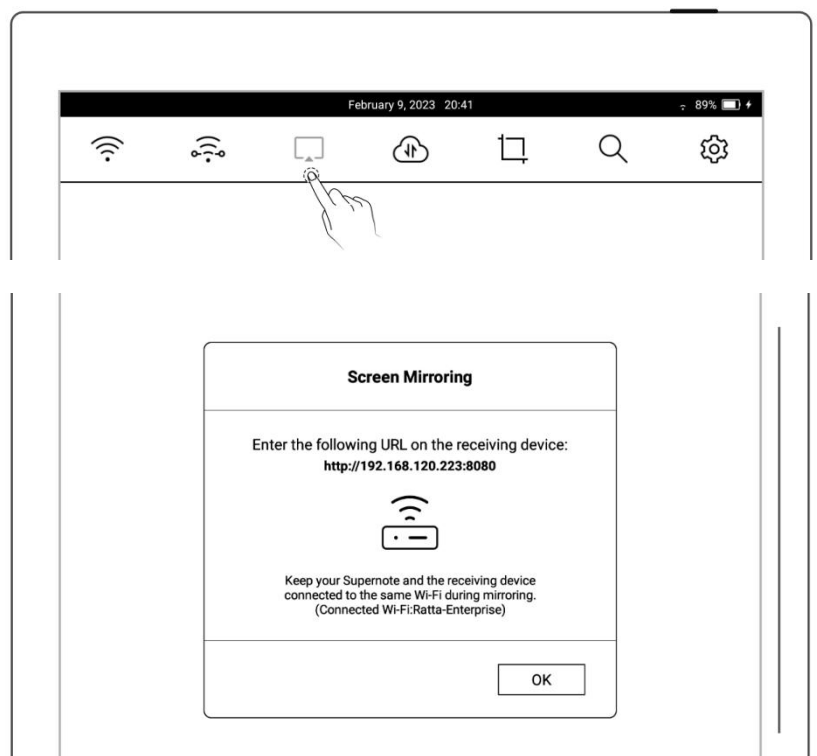 February 9, 2023 20:41 89%
Screen Mirroring
Enter the following URL on the receiving device:
http://192.168.120.223:8080
Keep your Supernote and the receiving device
connected to the same Wi-Fi during mirroring.
(Connected Wi-Fi:Ratta-Enterprise)
OK